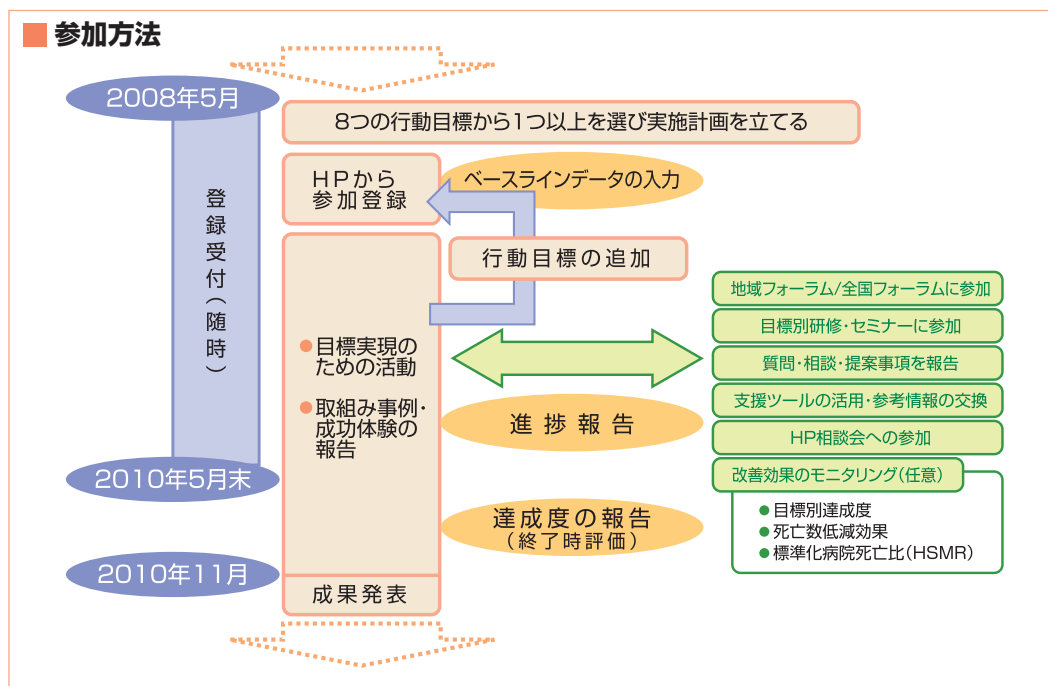 参加方法
2008年5月
8つの行動目標から1つ以上を選び実施計画を立てる
HPから
参加登録
ベースラインデータの入力
登録受付（随時）
行動目標の追加
●目標実現の
ための活動
●取組み事例・
成功体験の
報告
地域フォーラム/全国フォーラムに参加
目標別研修・セミナーに参加
質問・相談・提案事項を報告
支援ツールの活用・参考情報の交換
HP相談会への参加
改善効果のモニタリング（任意）
●目標別達成度
●死亡数低減効果
●標準化病院死亡比（HSMR）
進捗報告
2010年5月末
達成度の報告
（終了時評価）
2010年11月
成果発表